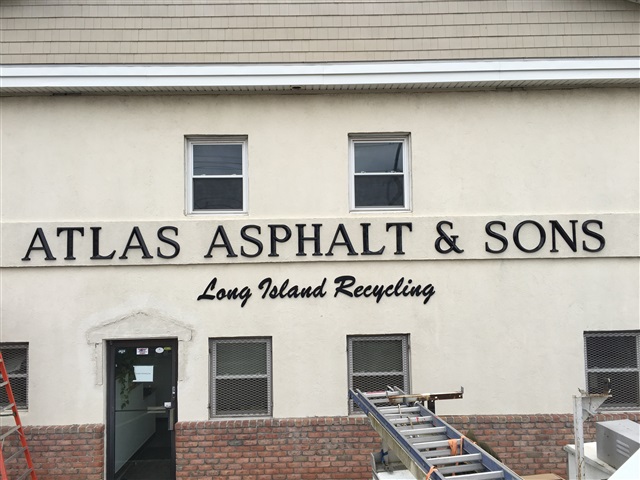 ATLAS ASPHALT & SONS
Long Island Recycling